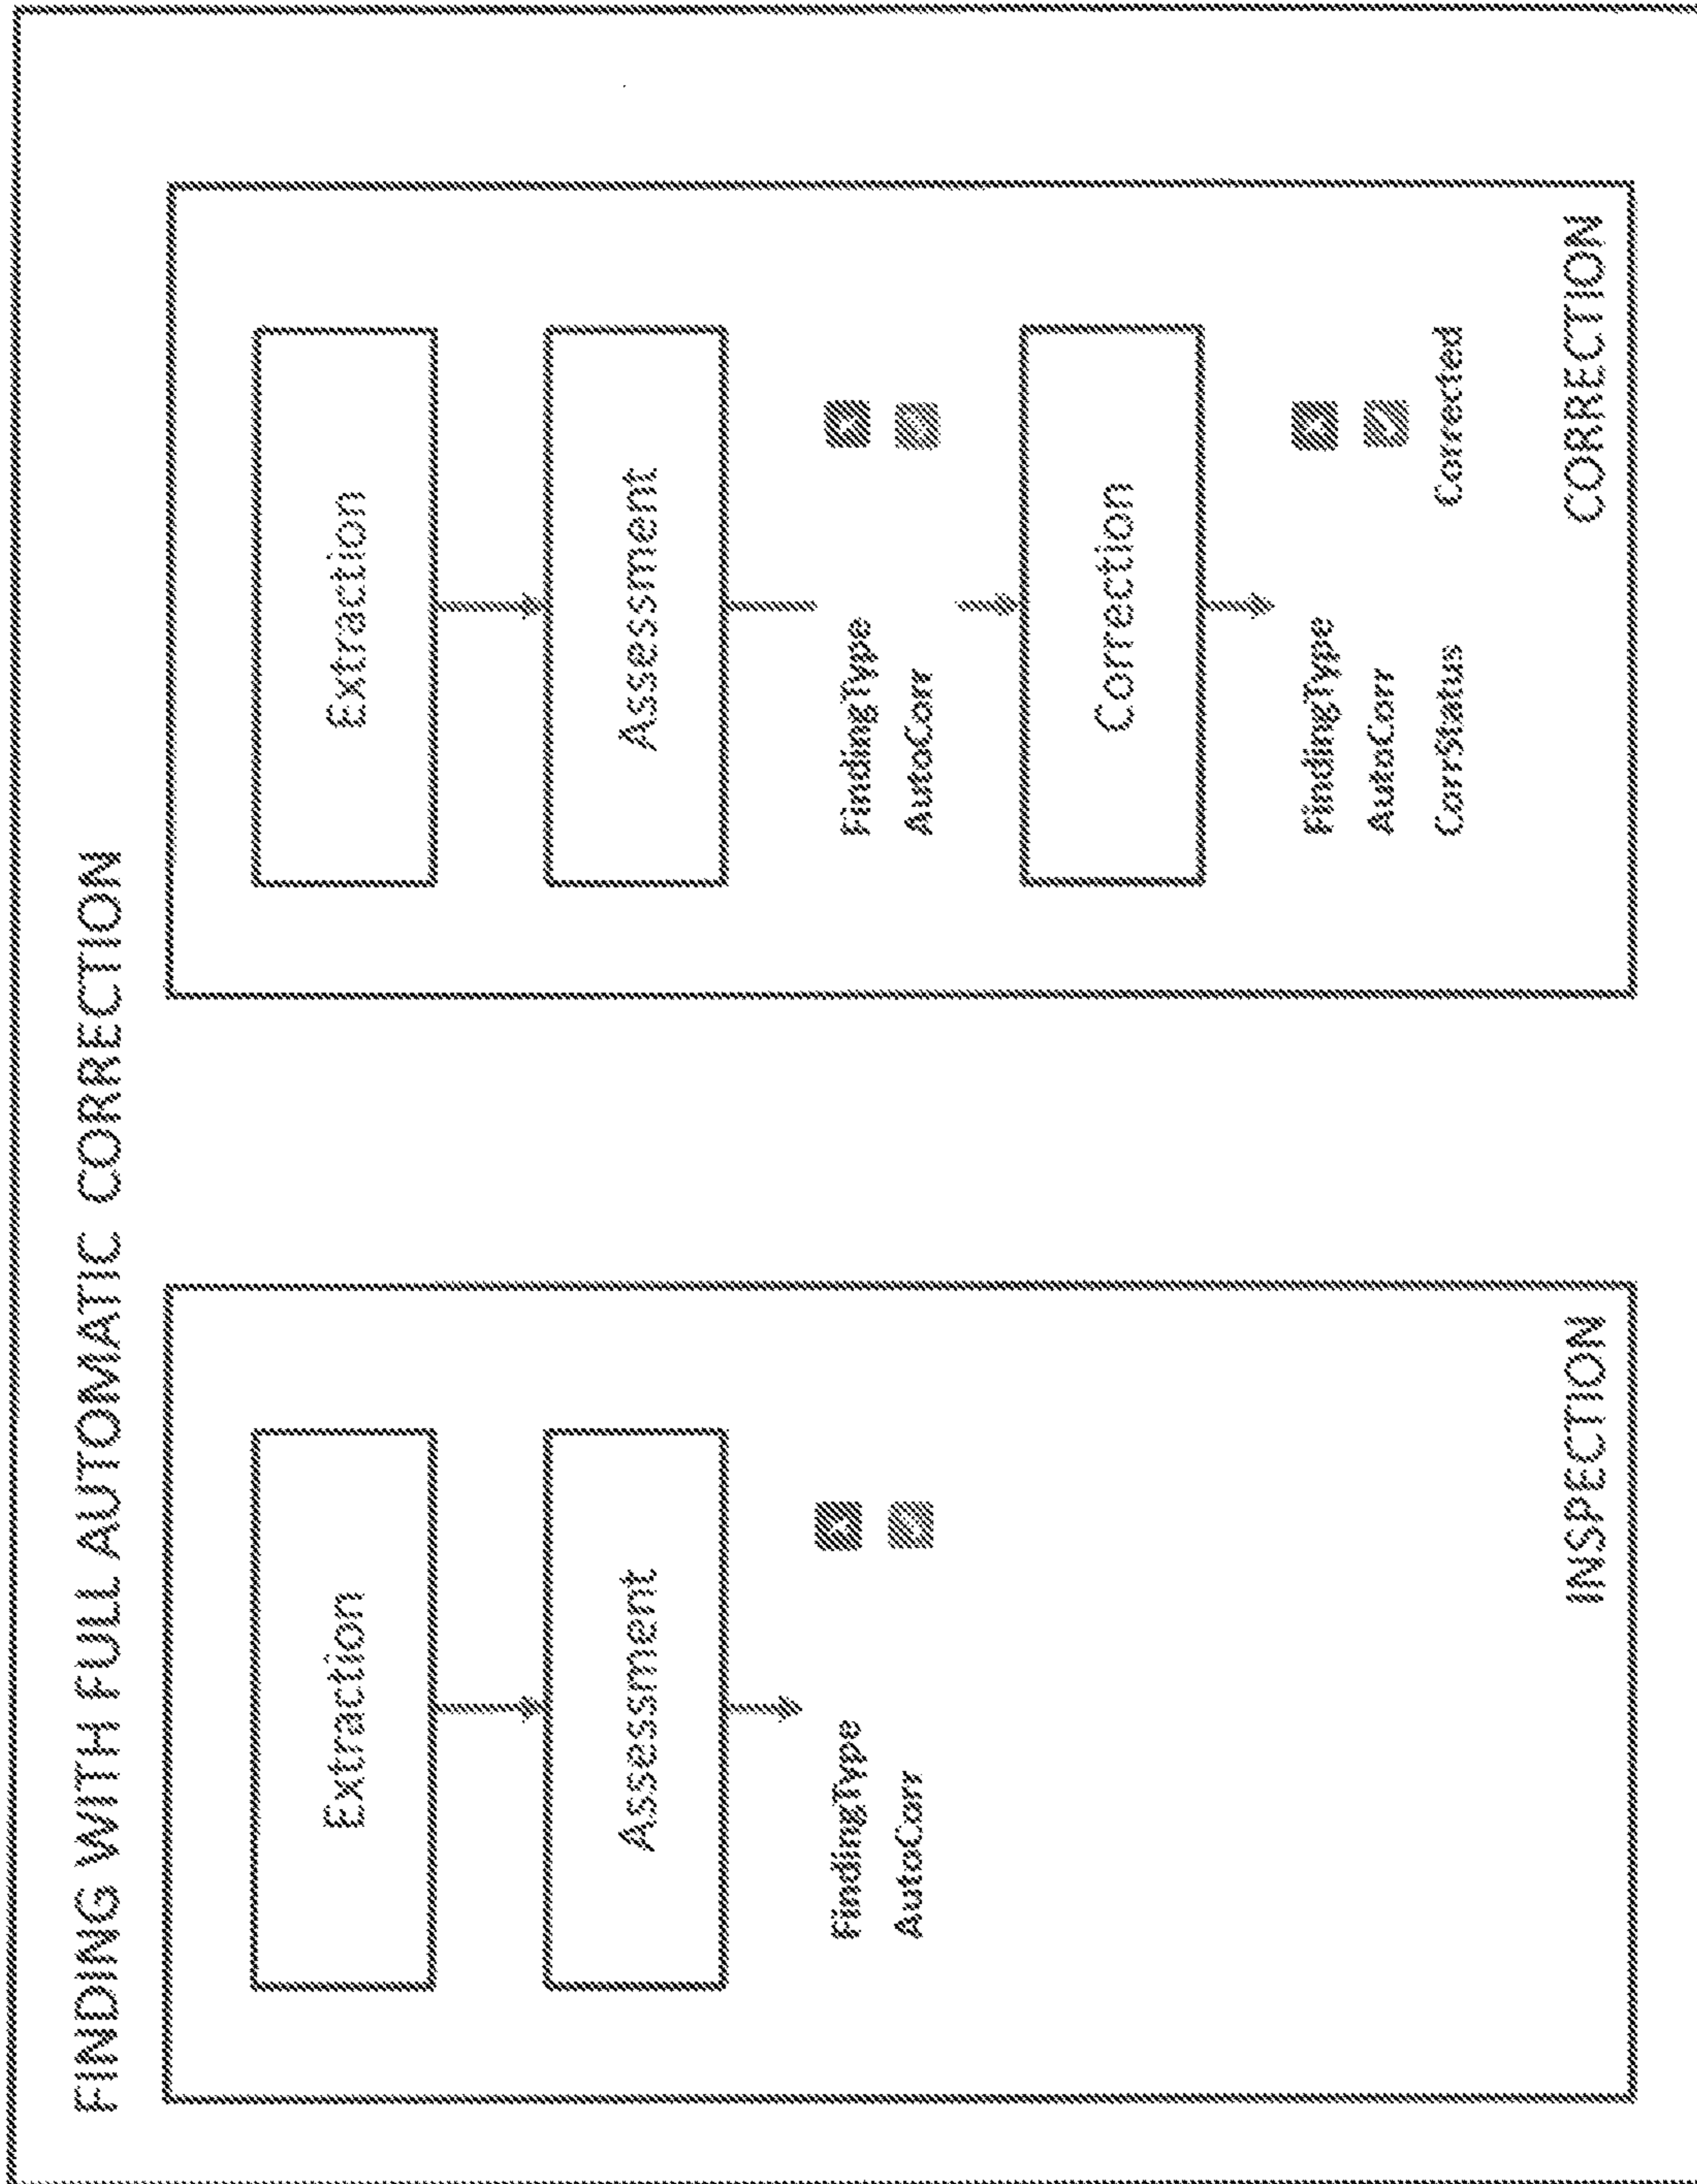 FINDING WITH FULL AUTOMATIC CORRECTION
Extraction
Assessment
FindingType
AutoCorr
INSPECTION
Extraction
Assessment
FindingType
AutoCorr
Correction
FindingType
AutoCorr
CorrStatus Corrected
CORRECTION